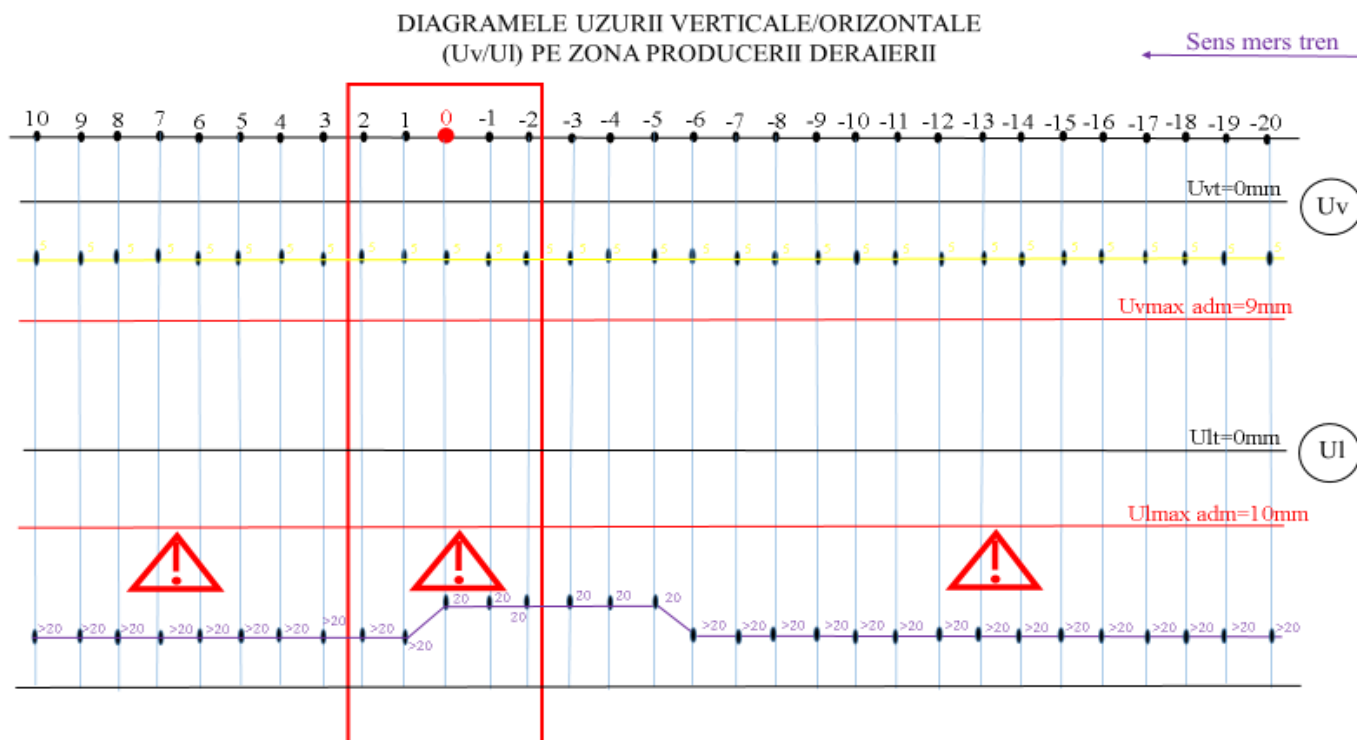 DIAGRAMELE UZURII VERTICALE/ORIZONTALE
(Uv/Ul) PE ZONA PRODUCERII DERAIERII
Sens mers tren
10 9 8 7 6 5 4 3 2 1 0 -1 -2 -3 -4 -5 -6 -7 -8 -9 -10 -11 -12 -13 -14 -15 -16 -17 -18 -19 -20
Uvt=0mm
Uv
5 5 5 5 5 5 5 5 5 5 5 5 5 5 5 5 5 5 5 5 5 5 5 5 5 5 5 5 5 5 5
Uvmax adm=9mm
Ult=0mm
Ul
Ulmax adm=10mm
>20 >20 >20 >20 >20 >20 >20 >20 >20 >20 20 20 20 20 20 20 >20 >20 >20 >20 >20 >20 >20 >20 >20 >20 >20 >20 >20 >20 >20